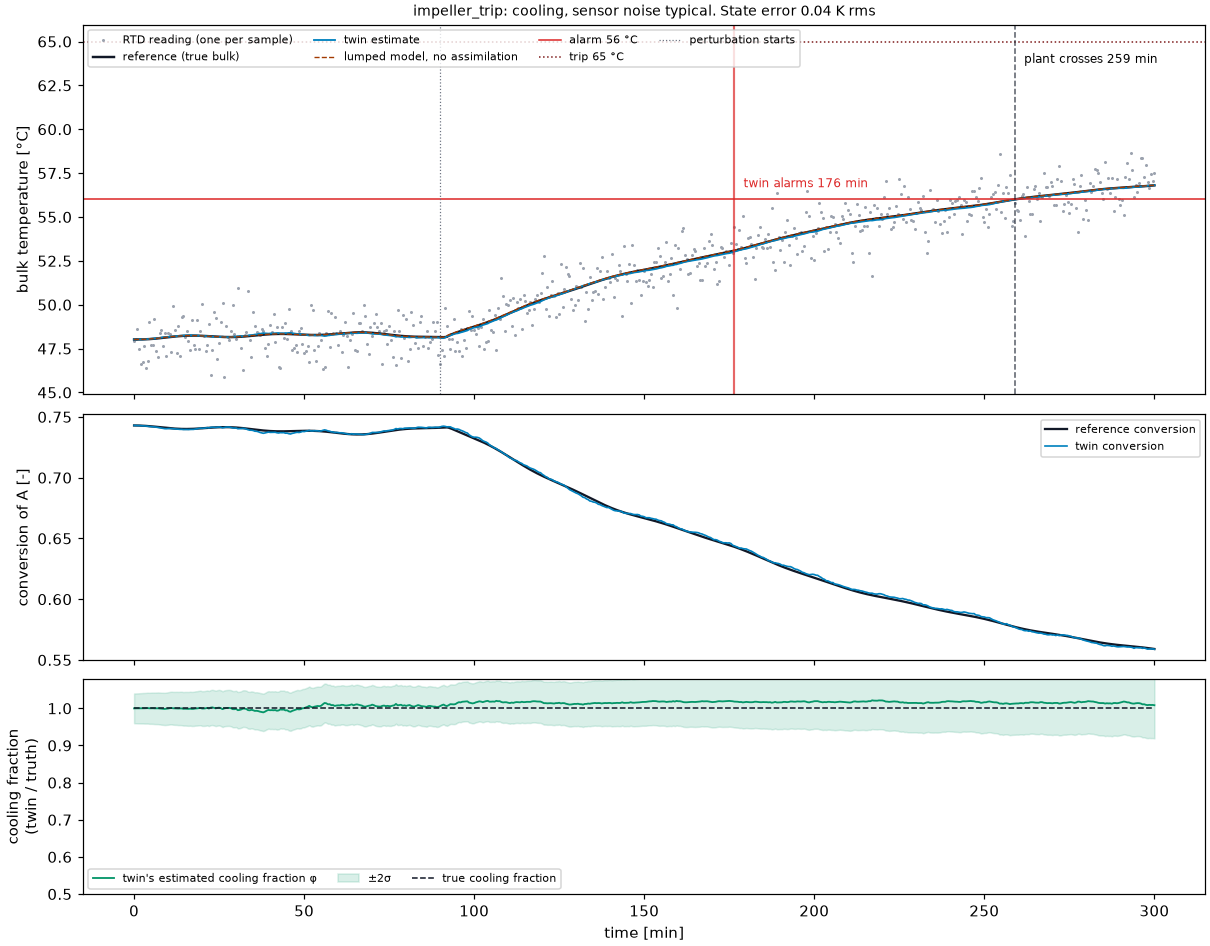 impeller_trip: cooling, sensor noise typical. State error 0.04 K rms
RTD reading (one per sample)
reference (true bulk)
twin estimate
lumped model, no assimilation
alarm 56 °C
trip 65 °C
perturbation starts
plant crosses 259 min
twin alarms 176 min
bulk temperature [°C]
65.0
62.5
60.0
57.5
55.0
52.5
50.0
47.5
45.0
reference conversion
twin conversion
conversion of A [-]
0.75
0.70
0.65
0.60
0.55
cooling fraction
(twin / truth)
1.0
0.9
0.8
0.7
0.6
0.5
twin's estimated cooling fraction φ
±2σ
true cooling fraction
0
50
100
150
200
250
300
time [min]